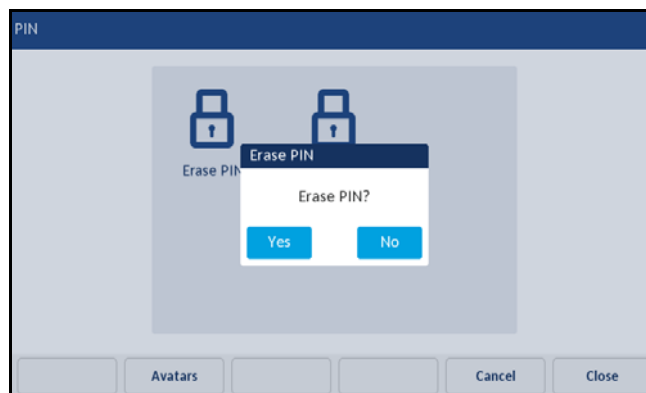 PIN
Erase PIN
Erase PIN
Erase PIN?
Yes No
Avatars Cancel Close